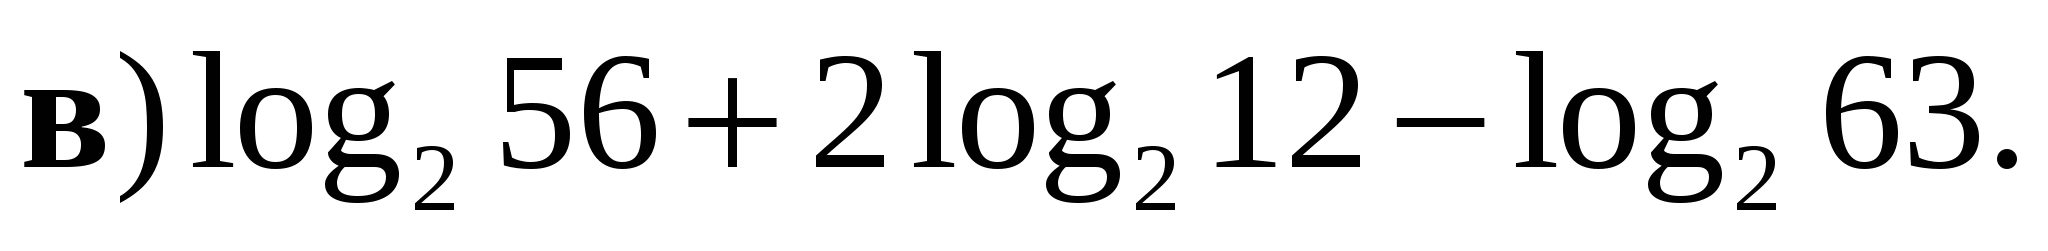 в) log₂ 56 + 2 log₂ 12 − log₂ 63.